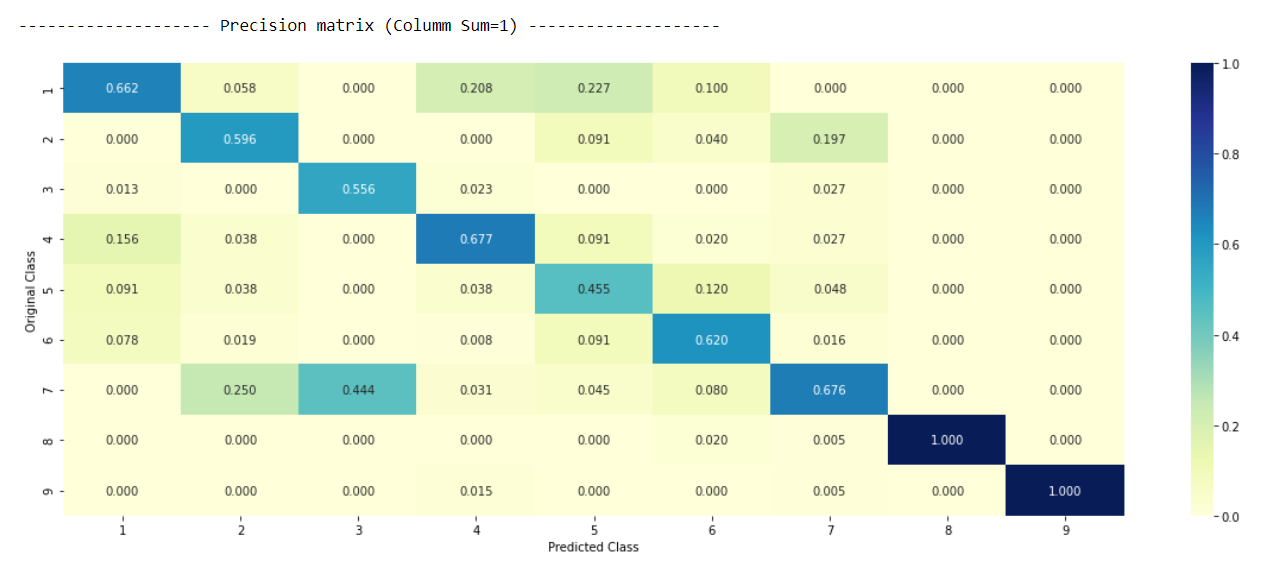 -------------------- Precision matrix (Columm Sum=1) --------------------
1 0.662 0.058 0.000 0.208 0.227 0.100 0.000 0.000 0.000
2 0.000 0.596 0.000 0.000 0.091 0.040 0.197 0.000 0.000
3 0.013 0.000 0.556 0.023 0.000 0.000 0.027 0.000 0.000
4 0.156 0.038 0.000 0.677 0.091 0.020 0.027 0.000 0.000
5 0.091 0.038 0.000 0.038 0.455 0.120 0.048 0.000 0.000
6 0.078 0.019 0.000 0.008 0.091 0.620 0.016 0.000 0.000
7 0.000 0.250 0.444 0.031 0.045 0.080 0.676 0.000 0.000
8 0.000 0.000 0.000 0.000 0.000 0.020 0.005 1.000 0.000
9 0.000 0.000 0.000 0.015 0.000 0.000 0.005 0.000 1.000
Original Class
1 2 3 4 5 6 7 8 9
Predicted Class
1.0
0.8
0.6
0.4
0.2
0.0